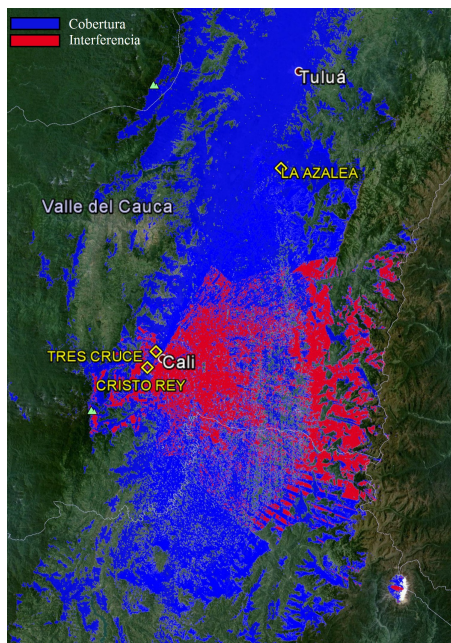 Cobertura
Interferencia
Tuluá
LA AZALEA
Valle del Cauca
TRES CRUCE
Cali
CRISTO REY